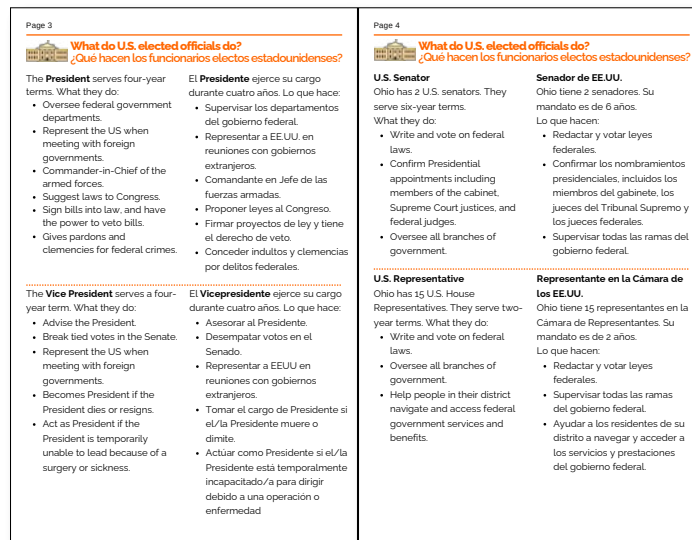 Page 3
What do U.S. elected officials do?
¿Qué hacen los funcionarios electos estadounidenses?
The President serves four-year
terms. What they do:
• Oversee federal government
departments.
• Represent the US when
meeting with foreign
governments.
• Commander-in-Chief of the
armed forces.
• Suggest laws to Congress.
• Sign bills into law, and have
the power to veto bills.
• Gives pardons and
clemencies for federal crimes.
El Presidente ejerce su cargo
durante cuatro años. Lo que hace:
• Supervisar los departamentos
del gobierno federal.
• Representar a EE.UU. en
reuniones con gobiernos
extranjeros.
• Comandante en Jefe de las
fuerzas armadas.
• Proponer leyes al Congreso.
• Firmar proyectos de ley y tiene
el derecho de veto.
• Conceder indultos y clemencias
por delitos federales.
The Vice President serves a four-
year term. What they do:
• Advise the President.
• Break tied votes in the Senate.
• Represent the US when
meeting with foreign
governments.
• Becomes President if the
President dies or resigns.
• Act as President if the
President is temporarily
unable to lead because of a
surgery or sickness.
El Vicepresidente ejerce su cargo
durante cuatro años. Lo que hace:
• Asesorar al Presidente.
• Desempatar votos en el
Senado.
• Representar a EEUU en
reuniones con gobiernos
extranjeros.
• Tomar el cargo de Presidente si
el/la Presidente muere o
dimite.
• Actúar como Presidente si el/la
Presidente está temporalmente
incapacitado/a para dirigir
debido a una operación o
enfermedad
Page 4
What do U.S. elected officials do?
¿Qué hacen los funcionarios electos estadounidenses?
U.S. Senator
Ohio has 2 U.S. senators. They
serve six-year terms.
What they do:
• Write and vote on federal
laws.
• Confirm Presidential
appointments including
members of the cabinet,
Supreme Court justices, and
federal judges.
• Oversee all branches of
government.
Senador de EE.UU.
Ohio tiene 2 senadores. Su
mandato es de 6 años.
Lo que hacen:
• Redactar y votar leyes
federales.
• Confirmar los nombramientos
presidenciales, incluidos los
miembros del gabinete, los
jueces del Tribunal Supremo y
los jueces federales.
• Supervisar todas las ramas del
gobierno federal.
U.S. Representative
Ohio has 15 U.S. House
Representatives. They serve two-
year terms. What they do:
• Write and vote on federal
laws.
• Oversee all branches of
government.
• Help people in their district
navigate and access federal
government services and
benefits.
Representante en la Cámara de
los EE.UU.
Ohio tiene 15 representantes en la
Cámara de Representantes. Su
mandato es de 2 años.
Lo que hacen:
• Redactar y votar leyes
federales.
• Supervisar todas las ramas
del gobierno federal.
• Ayudar a los residentes de su
distrito a navegar y acceder a
los servicios y prestaciones
del gobierno federal.